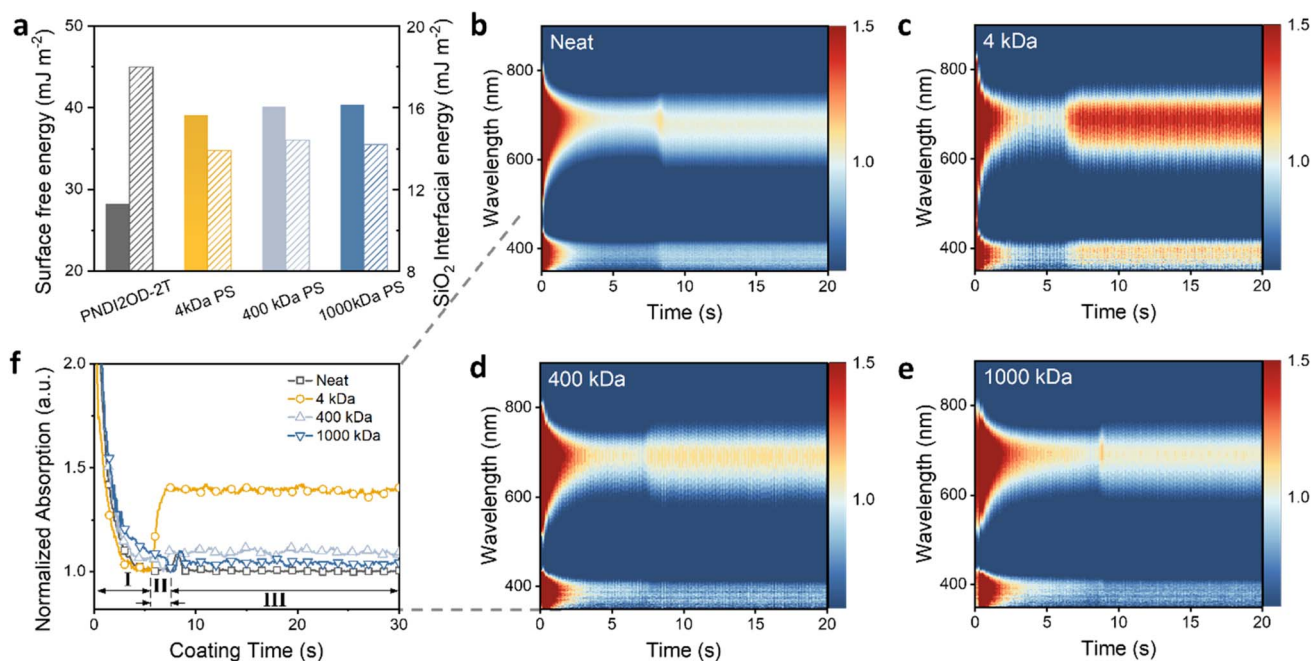 a
Surface free energy (mJ m⁻²)
50
40
30
20
20
16
12
8
SiO₂ Interfacial energy (mJ m⁻²)
PNDI2OD-2T
4kDa PS
400 kDa PS
1000kDa PS
b
Neat
Wavelength (nm)
800
600
400
0
5
10
15
20
Time (s)
1.5
1.0
c
4 kDa
Wavelength (nm)
800
600
400
0
5
10
15
20
Time (s)
1.5
1.0
f
Normalized Absorption (a.u.)
2.0
1.5
1.0
Neat
4 kDa
400 kDa
1000 kDa
I
II
III
0
10
20
30
Coating Time (s)
d
400 kDa
Wavelength (nm)
800
600
400
0
5
10
15
20
Time (s)
1.5
1.0
e
1000 kDa
Wavelength (nm)
800
600
400
0
5
10
15
20
Time (s)
1.5
1.0